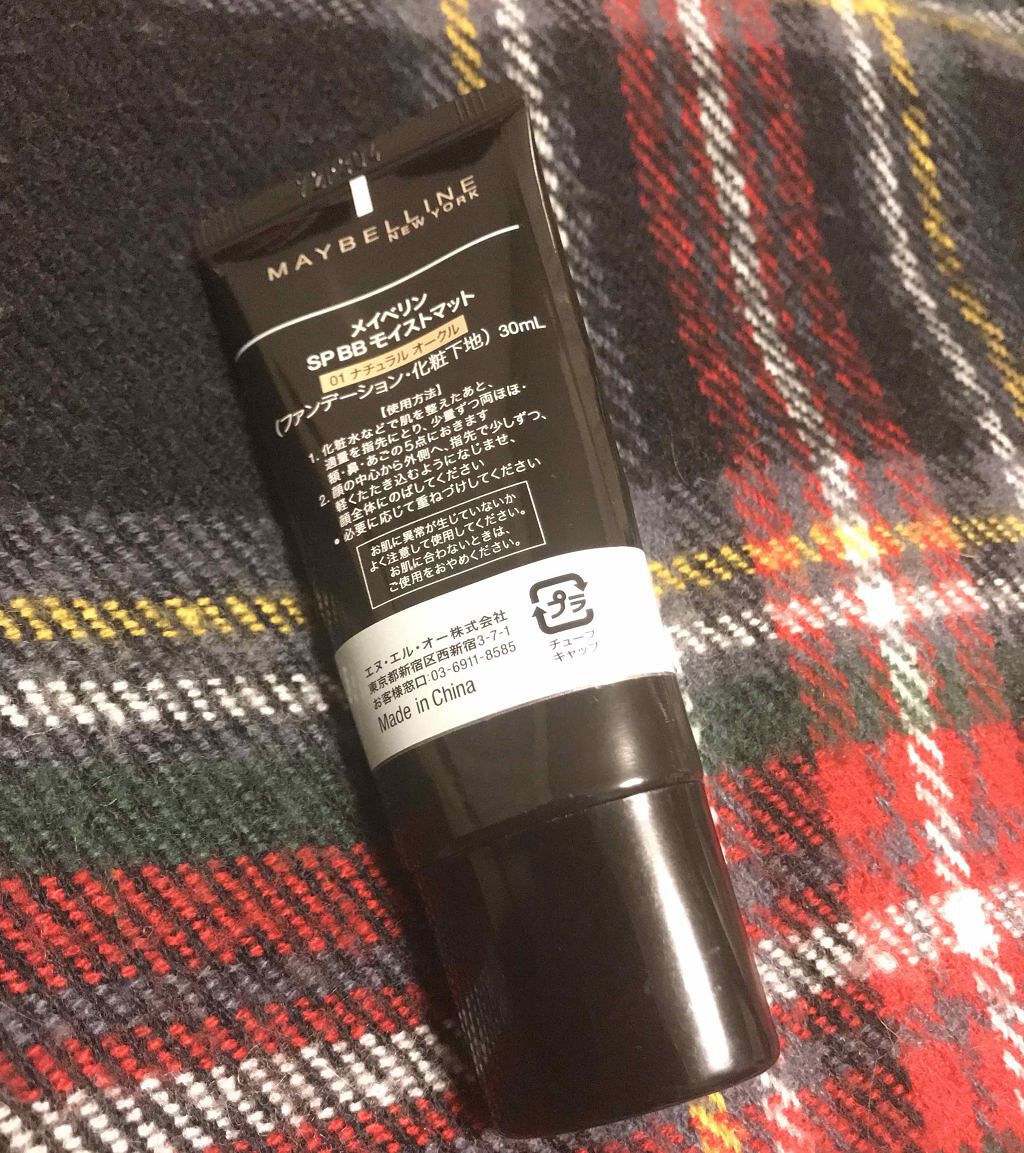 MAYBELLINE
NEW YORK
メイベリン
SP BB モイストマット
01 ナチュラル オークル
(ファンデーション・化粧下地) 30mL
【使用方法】
1. 化粧水などで肌を整えたあと、
適量を指先にとり、少量ずつ両ほほ・
額・鼻・あごの5点におきます
2. 顔の中心から外側へ、指先で少しずつ、
軽くたたき込むようになじませ、
顔全体にのばしてください
• 必要に応じて重ねづけしてください
お肌に異常が生じていないか
よく注意して使用してください。
お肌に合わないときは、
ご使用をおやめください。
エヌ・エル・オー株式会社
東京都新宿区西新宿3-7-1
お客様窓口:03-6911-8585
Made in China
プラ
チューブ
キャップ